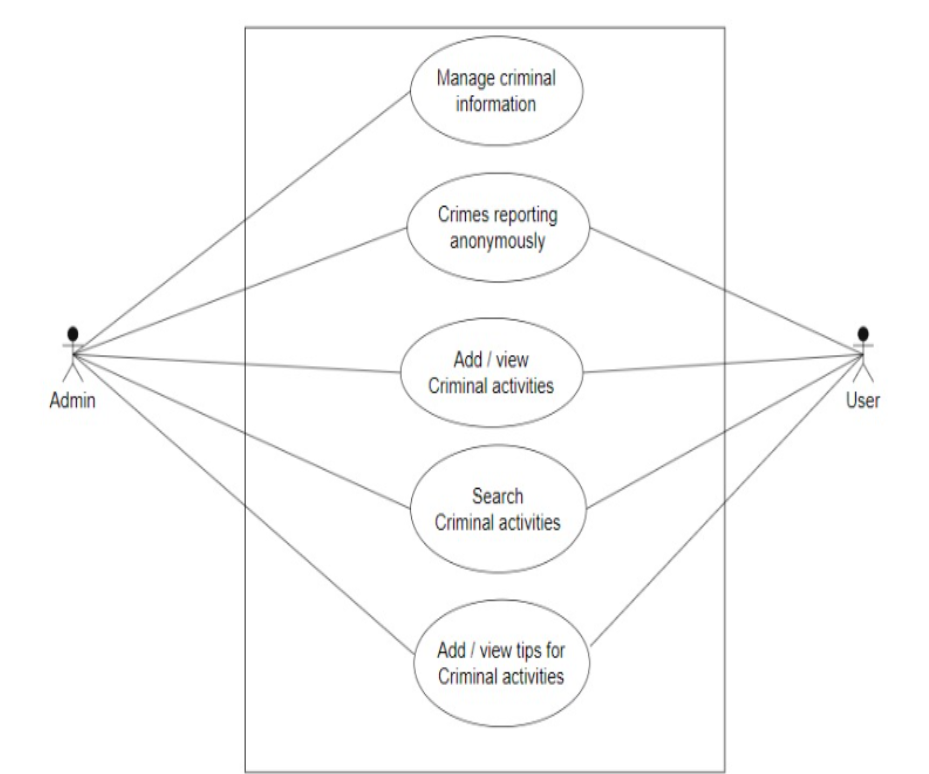 Manage criminal
information
Crimes reporting
anonymously
Add / view
Criminal activities
Admin
User
Search
Criminal activities
Add / view tips for
Criminal activities